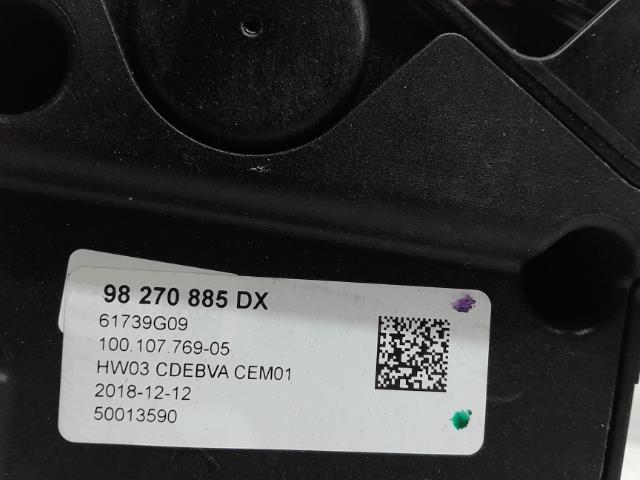 98 270 885 DX
61739G09
100.107.769-05
HW03 CDEBVA CEM01
2018-12-12
50013590